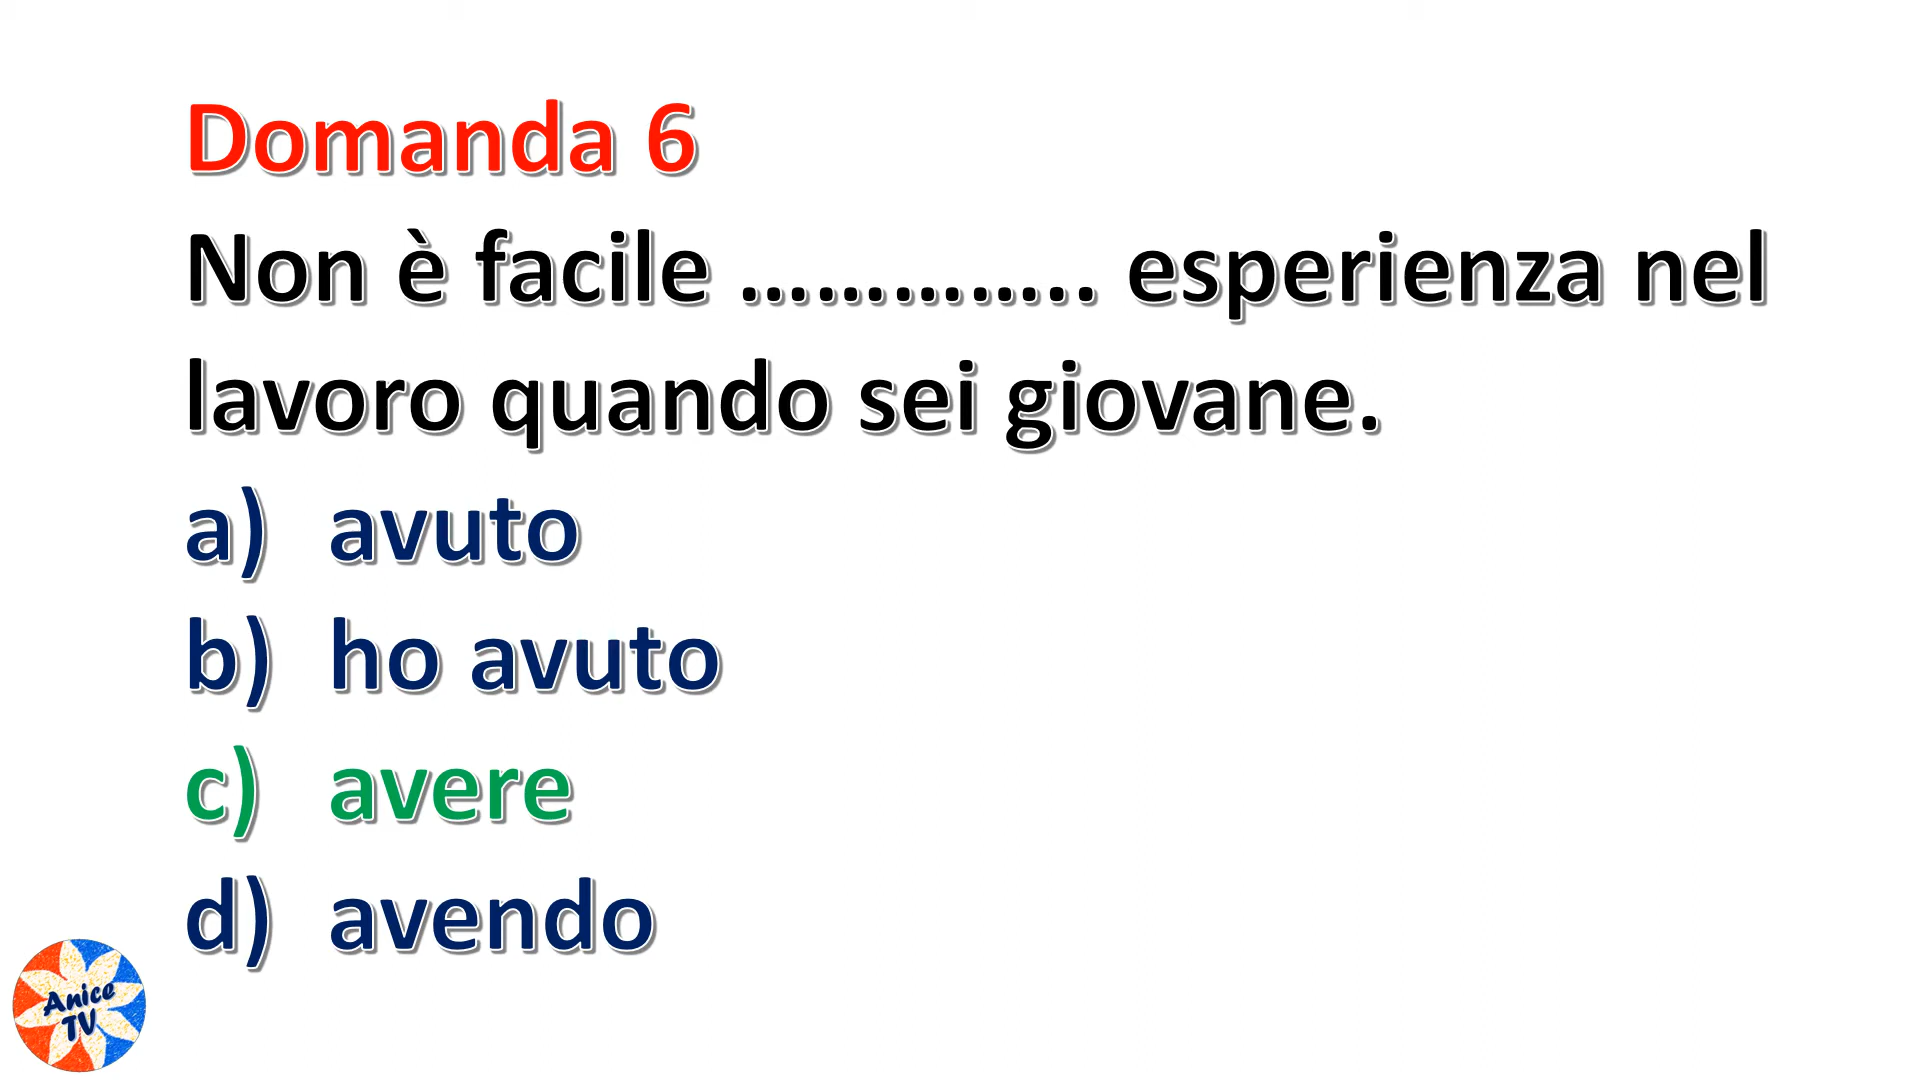 Domanda 6
Non è facile ………….. esperienza nel
lavoro quando sei giovane.
a) avuto
b) ho avuto
c) avere
d) avendo
Anice
TV